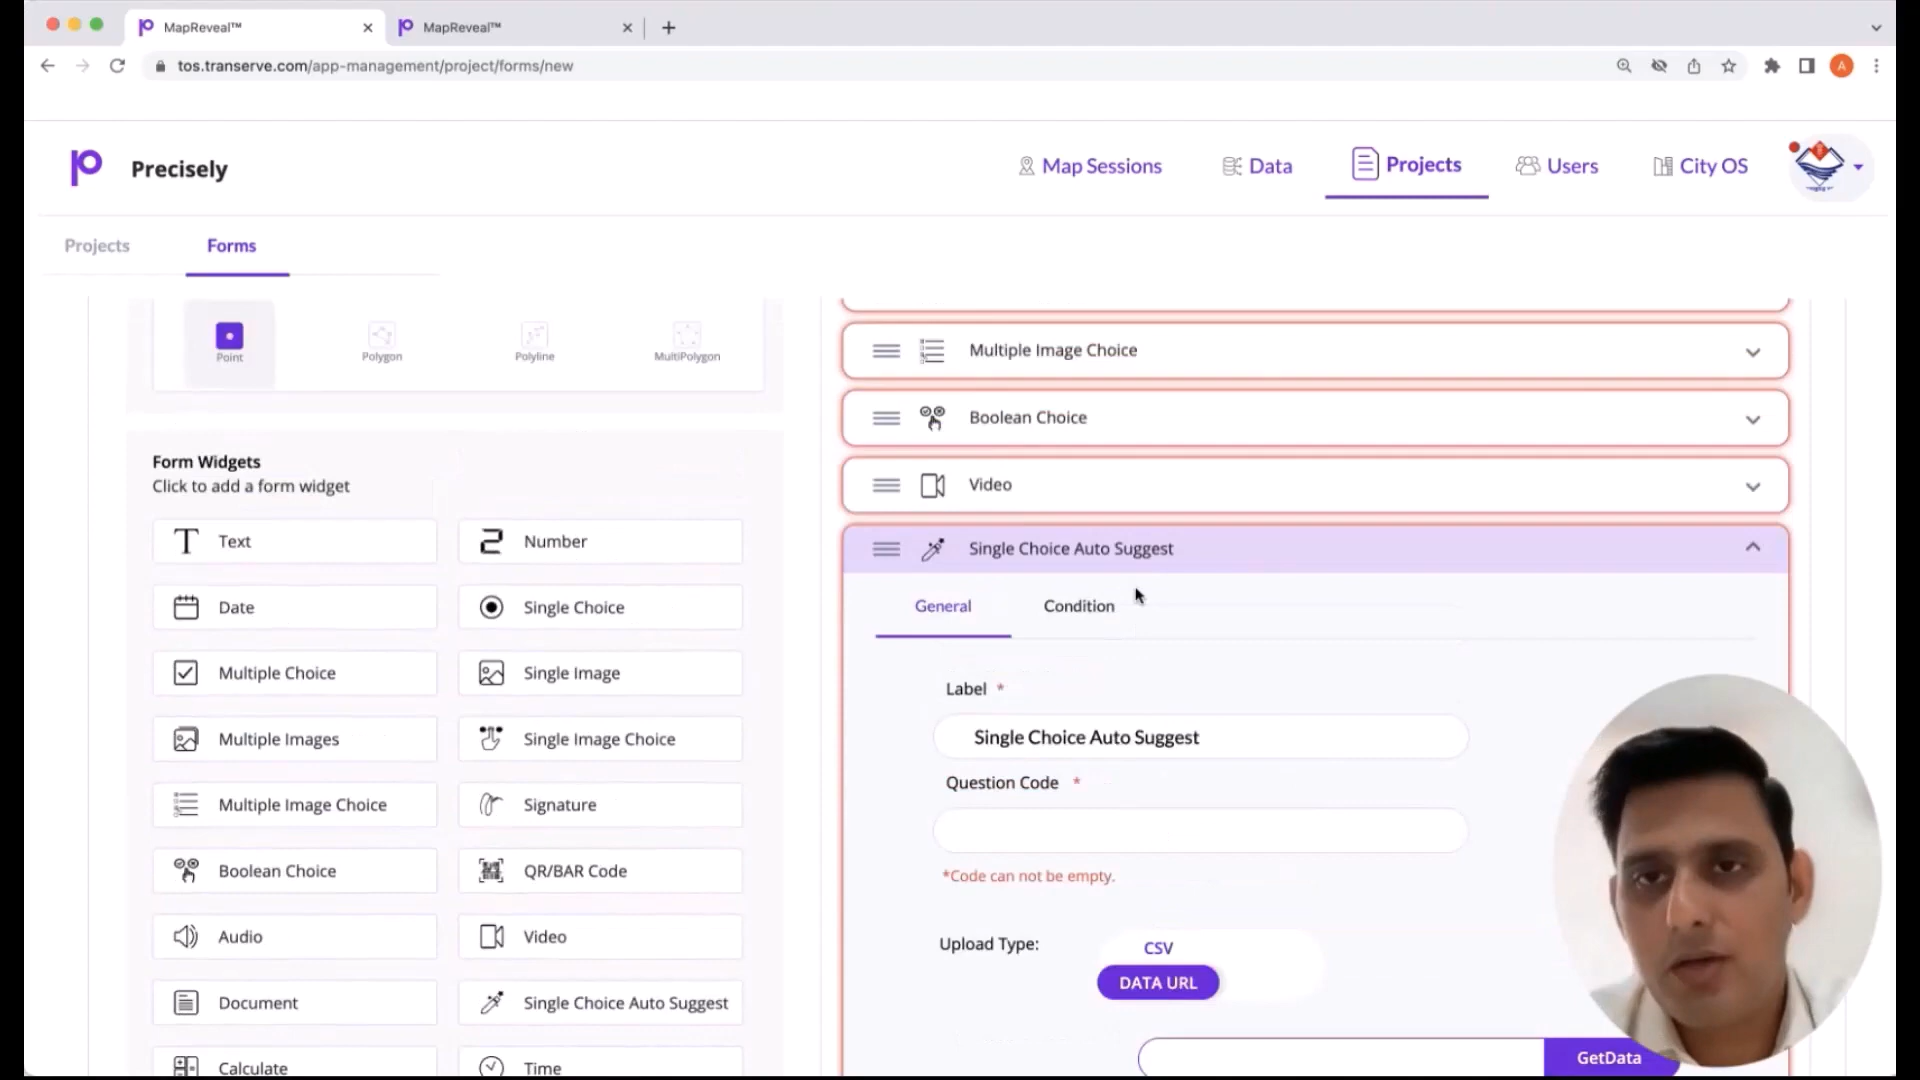 MapReveal™
MapReveal™
tos.transerve.com/app-management/project/forms/new
A
Precisely
Map Sessions
Data
Projects
Users
City OS
Projects
Forms
Point
Polygon
Polyline
MultiPolygon
Form Widgets
Click to add a form widget
Text
Number
Date
Single Choice
Multiple Choice
Single Image
Multiple Images
Single Image Choice
Multiple Image Choice
Signature
Boolean Choice
QR/BAR Code
Audio
Video
Document
Single Choice Auto Suggest
Calculate
Time
Multiple Image Choice
Boolean Choice
Video
Single Choice Auto Suggest
General
Condition
Label *
Single Choice Auto Suggest
Question Code *
*Code can not be empty.
Upload Type:
CSV
DATA URL
GetData